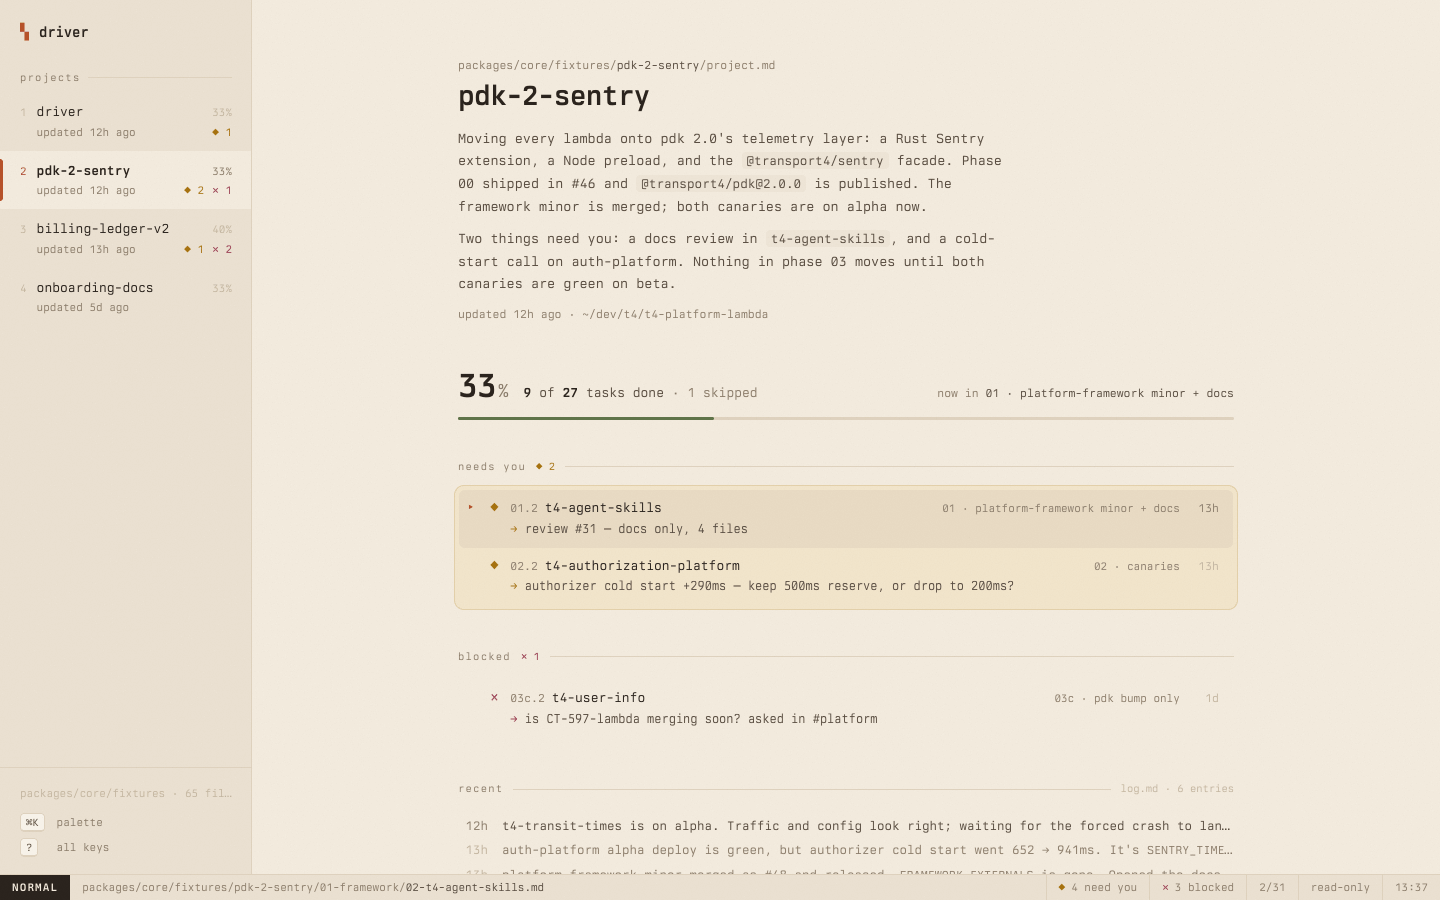 driver
projects
1 driver 33%
updated 12h ago ◆ 1
2 pdk-2-sentry 33%
updated 12h ago ◆ 2 × 1
3 billing-ledger-v2 40%
updated 13h ago ◆ 1 × 2
4 onboarding-docs 33%
updated 5d ago
packages/core/fixtures · 65 fil…
⌘K palette
? all keys
packages/core/fixtures/pdk-2-sentry/project.md
pdk-2-sentry
Moving every lambda onto pdk 2.0's telemetry layer: a Rust Sentry
extension, a Node preload, and the @transport4/sentry facade. Phase
00 shipped in #46 and @transport4/pdk@2.0.0 is published. The
framework minor is merged; both canaries are on alpha now.
Two things need you: a docs review in t4-agent-skills, and a cold-
start call on auth-platform. Nothing in phase 03 moves until both
canaries are green on beta.
updated 12h ago · ~/dev/t4/t4-platform-lambda
33% 9 of 27 tasks done · 1 skipped now in 01 · platform-framework minor + docs
needs you ◆ 2
▸ ◆ 01.2 t4-agent-skills 01 · platform-framework minor + docs 13h
→ review #31 — docs only, 4 files
◆ 02.2 t4-authorization-platform 02 · canaries 13h
→ authorizer cold start +290ms — keep 500ms reserve, or drop to 200ms?
blocked × 1
× 03c.2 t4-user-info 03c · pdk bump only 1d
→ is CT-597-lambda merging soon? asked in #platform
recent log.md · 6 entries
12h t4-transit-times is on alpha. Traffic and config look right; waiting for the forced crash to lan…
13h auth-platform alpha deploy is green, but authorizer cold start went 652 → 941ms. It's SENTRY_TIME…
NORMAL packages/core/fixtures/pdk-2-sentry/01-framework/02-t4-agent-skills.md ◆ 4 need you × 3 blocked 2/31 read-only 13:37